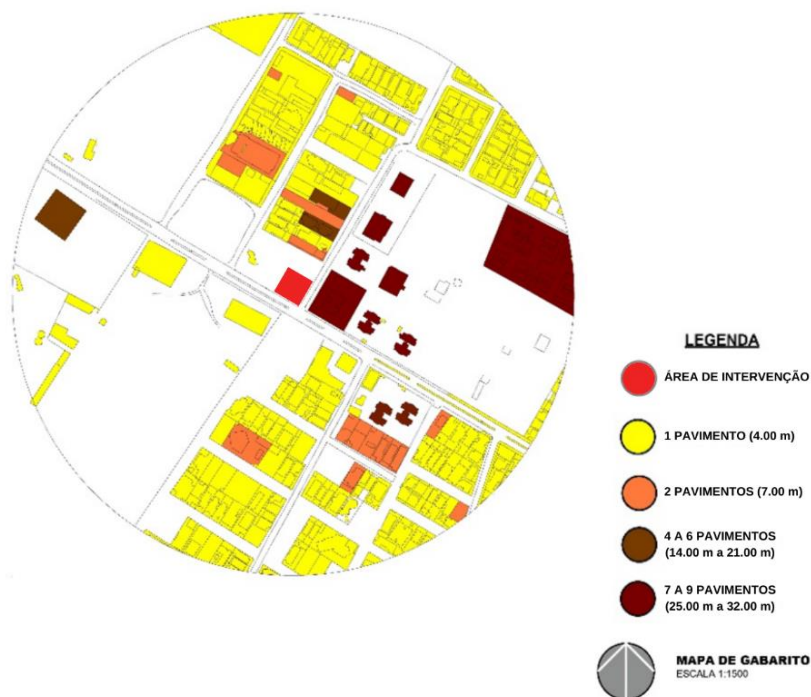 LEGENDA
ÁREA DE INTERVENÇÃO
1 PAVIMENTO (4.00 m)
2 PAVIMENTOS (7.00 m)
4 A 6 PAVIMENTOS
(14.00 m a 21.00 m)
7 A 9 PAVIMENTOS
(25.00 m a 32.00 m)
MAPA DE GABARITO
ESCALA 1:1500